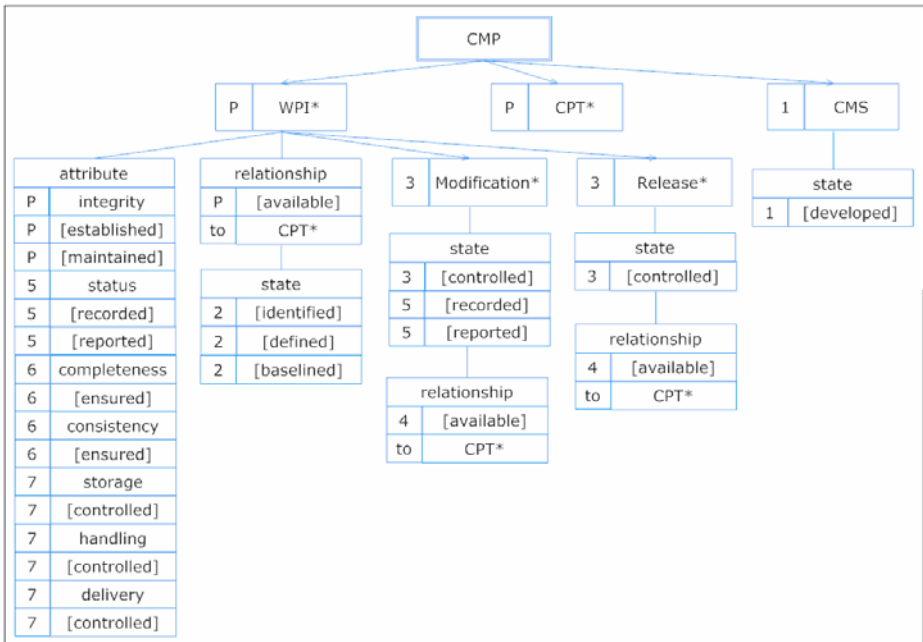 CMP
P WPI*
P CPT*
1 CMS
attribute
P integrity
P [established]
P [maintained]
5 status
5 [recorded]
5 [reported]
6 completeness
6 [ensured]
6 consistency
6 [ensured]
7 storage
7 [controlled]
7 handling
7 [controlled]
7 delivery
7 [controlled]
relationship
P [available]
to CPT*
state
2 [identified]
2 [defined]
2 [baselined]
3 Modification*
state
3 [controlled]
5 [recorded]
5 [reported]
relationship
4 [available]
to CPT*
3 Release*
state
3 [controlled]
relationship
4 [available]
to CPT*
state
1 [developed]